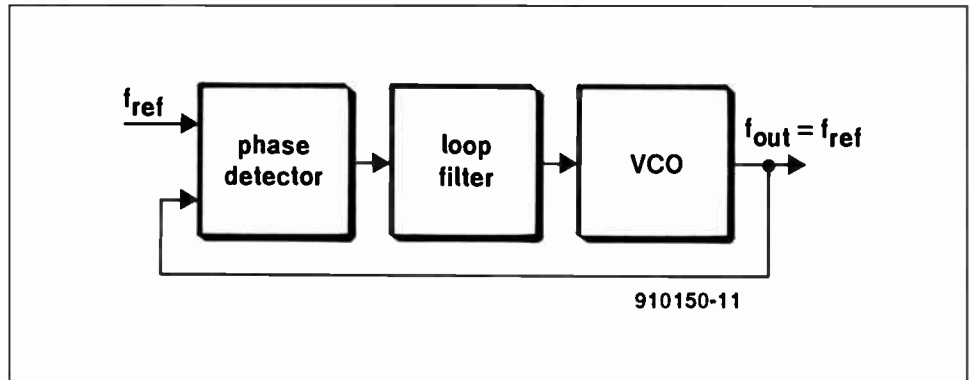 f_ref
phase
detector
loop
filter
VCO
f_out = f_ref
910150-11